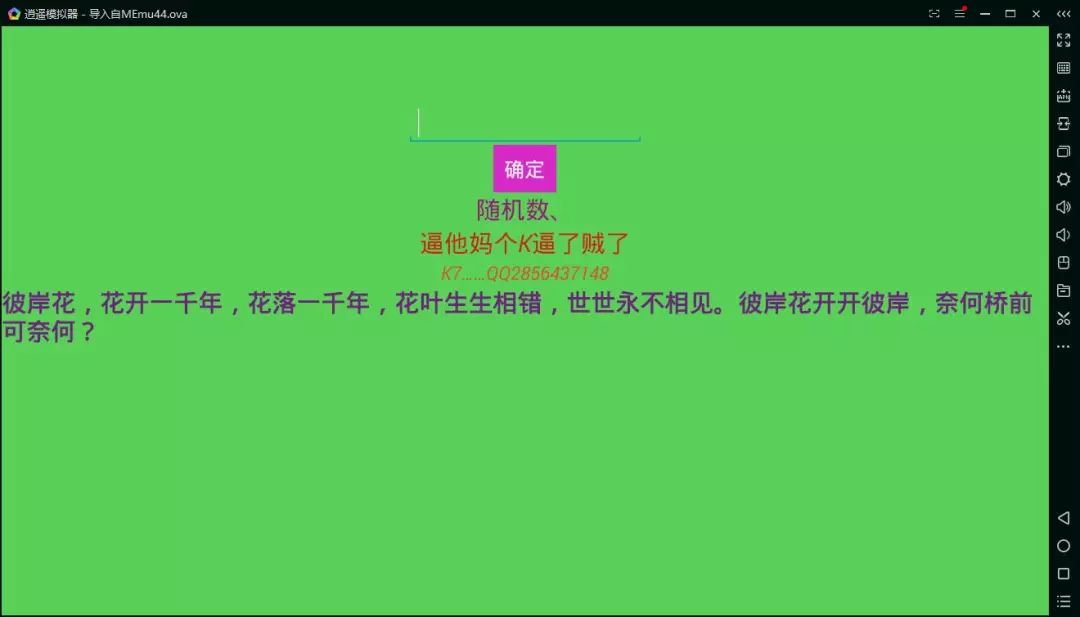 逍遥模拟器 - 导入自MEmu44.ova
确定
随机数、
逼他妈个K逼了贼了
K7……QQ2856437148
彼岸花，花开一千年，花落一千年，花叶生生相错，世世永不相见。彼岸花开开彼岸，奈何桥前
可奈何？